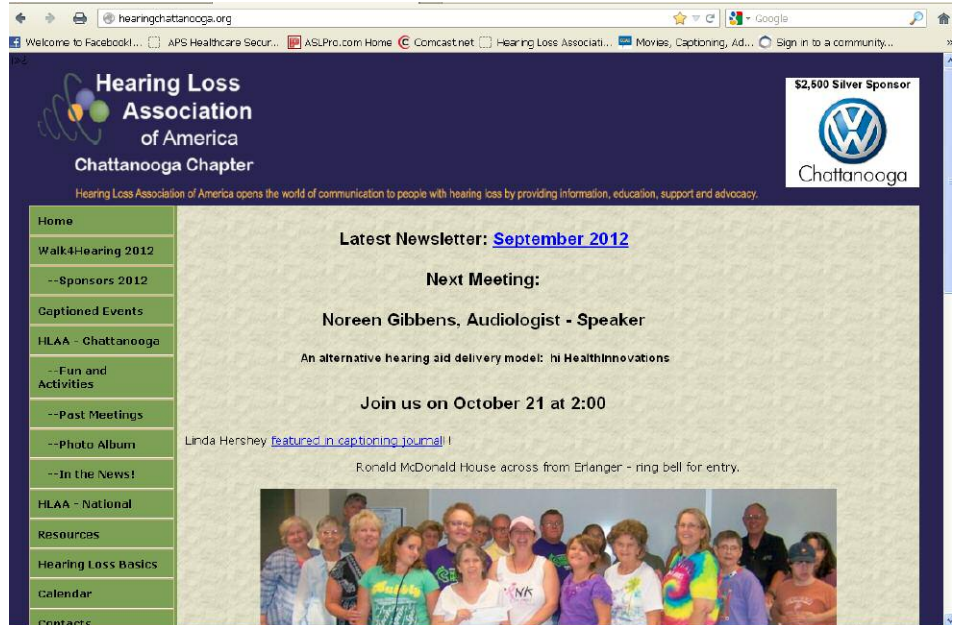 hearingchattanooga.org
Google
Welcome to Facebook!... APS Healthcare Secur... ASLPro.com Home Comcast.net Hearing Loss Associati... Movies, Captioning, Ad... Sign in to a community... »
Hearing Loss
Association
of America
Chattanooga Chapter
$2,500 Silver Sponsor
Chattanooga
Hearing Loss Association of America opens the world of communication to people with hearing loss by providing information, education, support and advocacy.
Home
Walk4Hearing 2012
--Sponsors 2012
Captioned Events
HLAA - Chattanooga
--Fun and
Activities
--Past Meetings
--Photo Album
--In the News!
HLAA - National
Resources
Hearing Loss Basics
Calendar
Contacts
Latest Newsletter: September 2012
Next Meeting:
Noreen Gibbens, Audiologist - Speaker
An alternative hearing aid delivery model: hi HealthInnovations
Join us on October 21 at 2:00
Linda Hershey featured in captioning journal!!
Ronald McDonald House across from Erlanger - ring bell for entry.